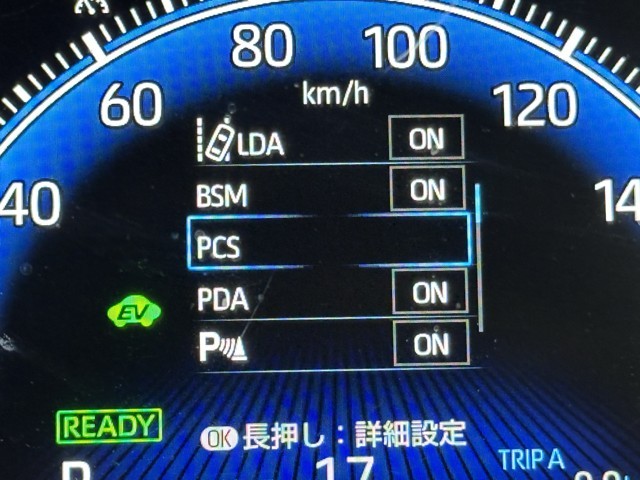 80 100
60 km/h 120
LDA ON
40 BSM ON
PCS
EV PDA ON
P ON
READY OK 長押し：詳細設定
17 TRIP A